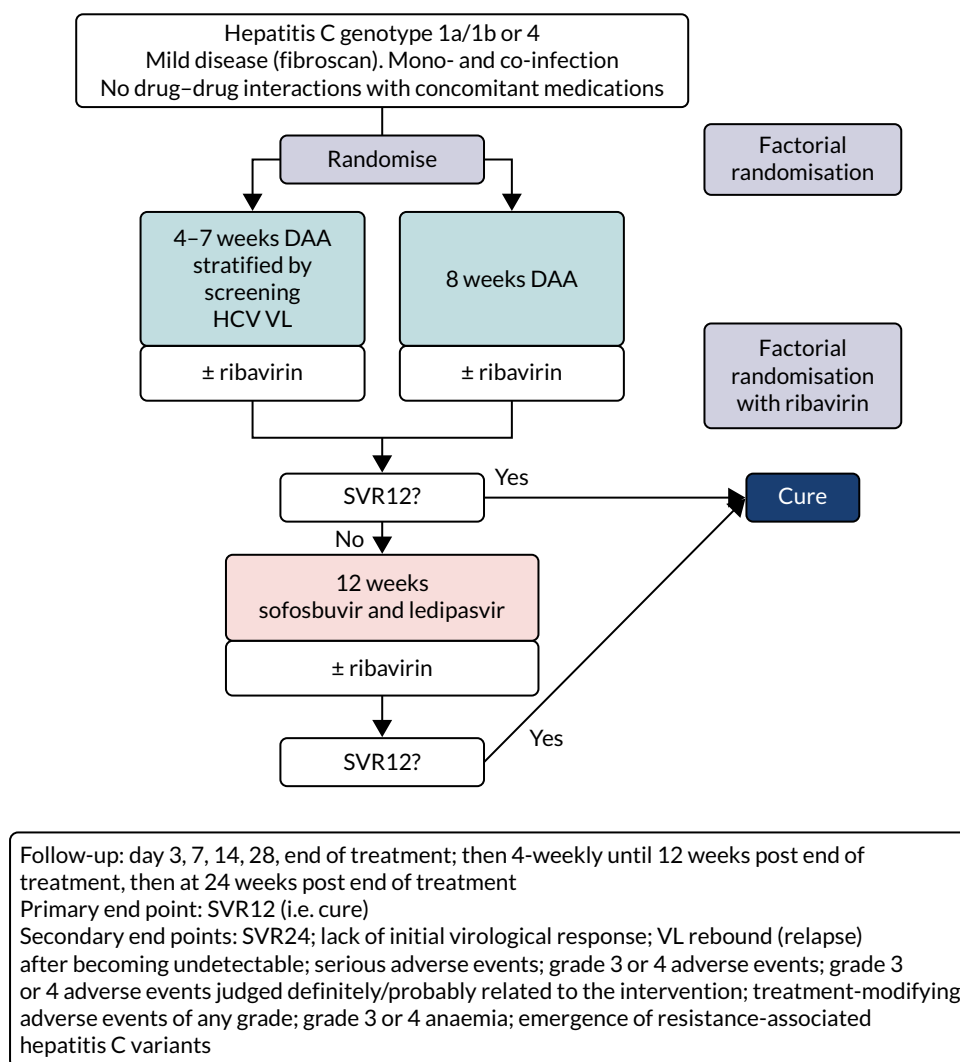 Hepatitis C genotype 1a/1b or 4
Mild disease (fibroscan). Mono- and co-infection
No drug–drug interactions with concomitant medications
Randomise
Factorial
randomisation
4–7 weeks DAA
stratified by
screening
HCV VL
8 weeks DAA
± ribavirin
± ribavirin
Factorial
randomisation
with ribavirin
SVR12?
Yes
Cure
No
12 weeks
sofosbuvir and ledipasvir
± ribavirin
SVR12?
Yes
Follow-up: day 3, 7, 14, 28, end of treatment; then 4-weekly until 12 weeks post end of
treatment, then at 24 weeks post end of treatment
Primary end point: SVR12 (i.e. cure)
Secondary end points: SVR24; lack of initial virological response; VL rebound (relapse)
after becoming undetectable; serious adverse events; grade 3 or 4 adverse events; grade 3
or 4 adverse events judged definitely/probably related to the intervention; treatment-modifying
adverse events of any grade; grade 3 or 4 anaemia; emergence of resistance-associated
hepatitis C variants